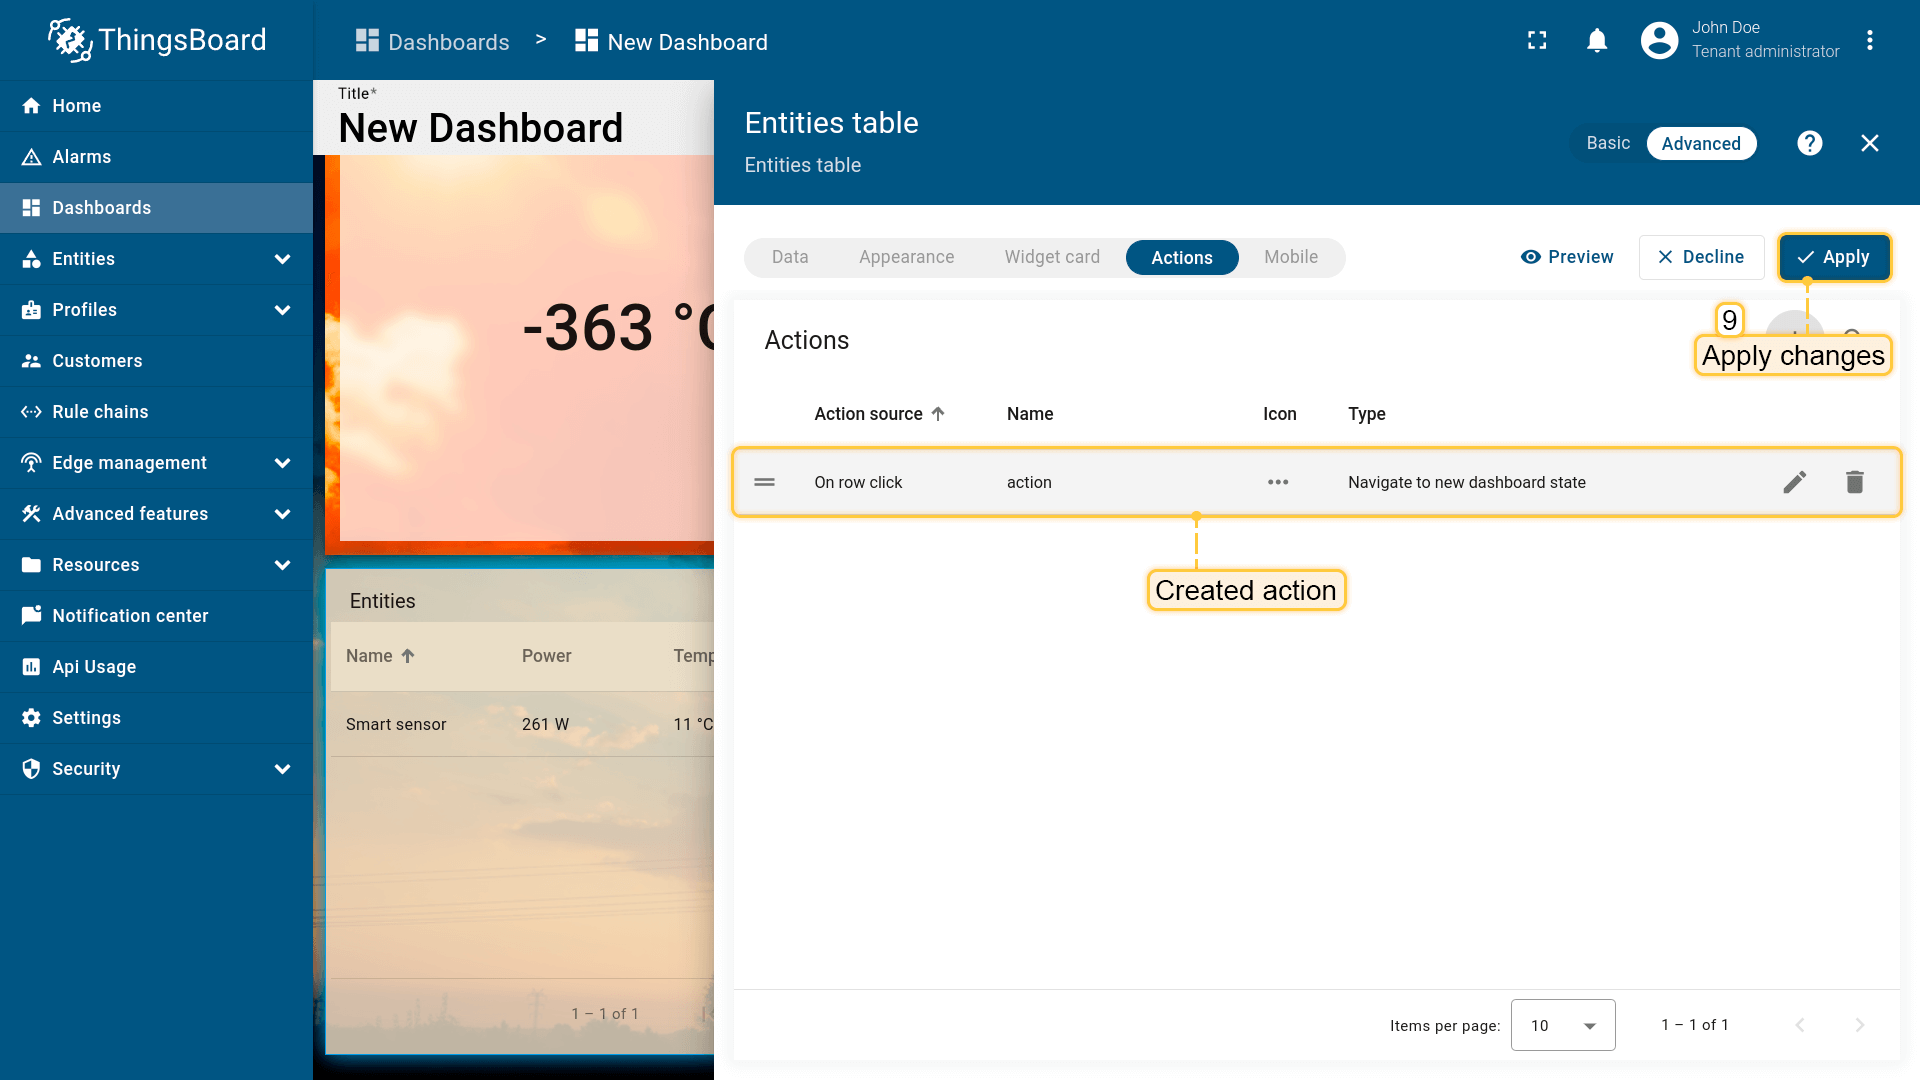 ThingsBoard
Dashboards > New Dashboard
John Doe
Tenant administrator
Home
Alarms
Dashboards
Entities
Profiles
Customers
Rule chains
Edge management
Advanced features
Resources
Notification center
Api Usage
Settings
Security
Title*
New Dashboard
-363 °C
Entities
Name Power Temp
Smart sensor 261 W 11 °C
1 – 1 of 1
Entities table
Entities table
Basic Advanced
Data Appearance Widget card Actions Mobile
Preview Decline Apply
9
Apply changes
Actions
Action source Name Icon Type
On row click action Navigate to new dashboard state
Created action
Items per page: 10 1 – 1 of 1